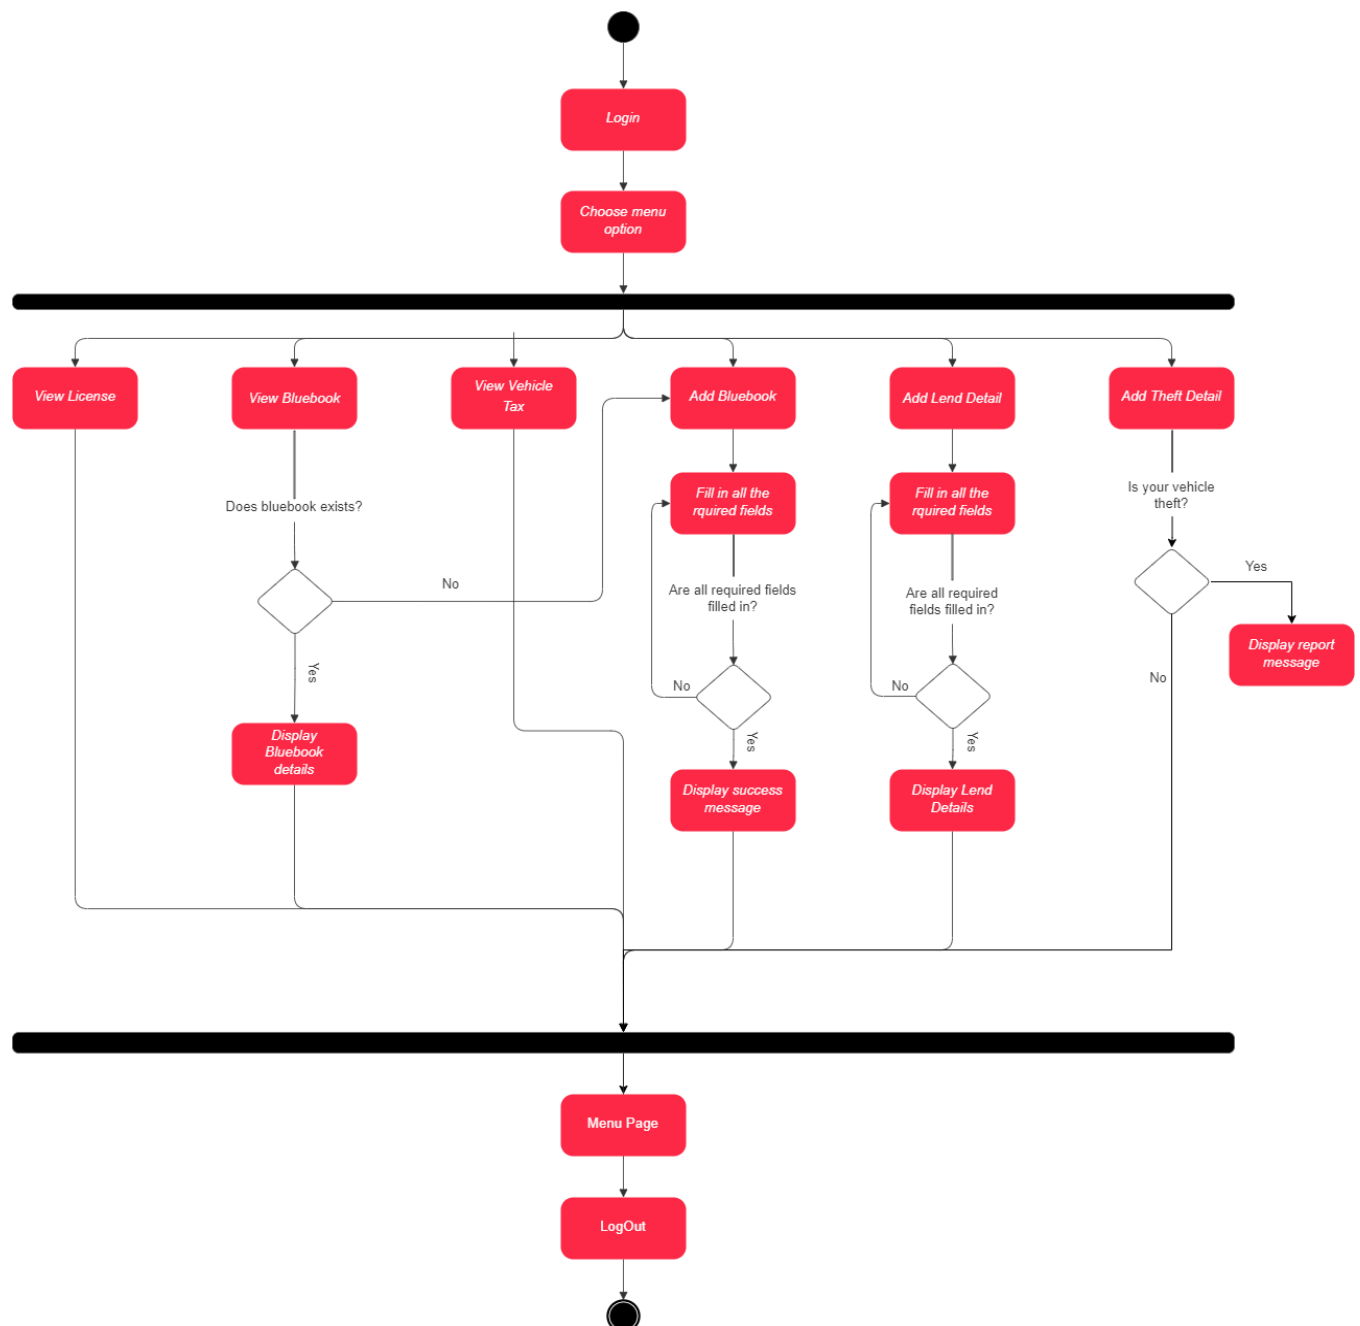 Login
Choose menu
option
View License
View Bluebook
View Vehicle
Tax
Add Bluebook
Add Lend Detail
Add Theft Detail
Does bluebook exists?
Fill in all the
rquired fields
Fill in all the
rquired fields
Is your vehicle
theft?
No
Yes
Are all required fields
filled in?
Are all required
fields filled in?
Yes
Display report
message
No
No
No
Yes
Yes
Display
Bluebook
details
Display success
message
Display Lend
Details
Menu Page
LogOut